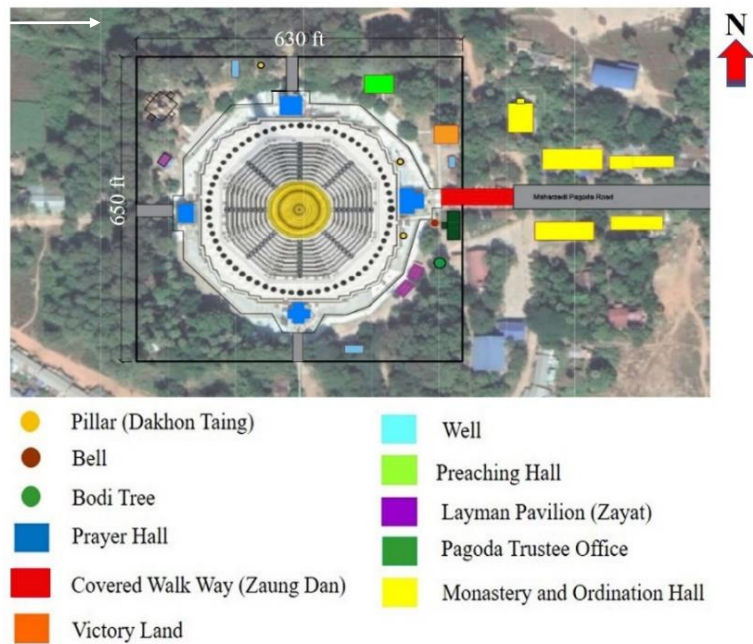 630 ft
N
650 ft
Maharzedi Pagoda Road
Pillar (Dakhon Taing)
Bell
Bodi Tree
Prayer Hall
Covered Walk Way (Zaung Dan)
Victory Land
Well
Preaching Hall
Layman Pavilion (Zayat)
Pagoda Trustee Office
Monastery and Ordination Hall